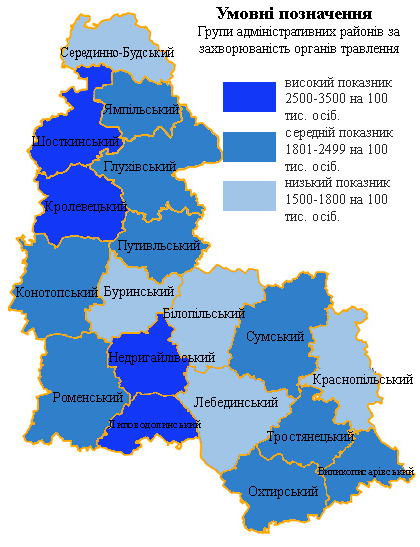 Умовні позначення
Групи адміністративних районів за
захворюваність органів травлення
високий показник
2500-3500 на 100
тис. осіб.
середній показник
1801-2499 на 100
тис. осіб.
низький показник
1500-1800 на 100
тис. осіб.
Серединно-Будський
Ямпільський
Шосткинський
Глухівський
Кролевецький
Путивльський
Конотопський
Буринський
Білопільський
Сумський
Недригайлівський
Краснопільський
Роменський
Лебединський
Липоводолинський
Тростянецький
Великописарівський
Охтирський